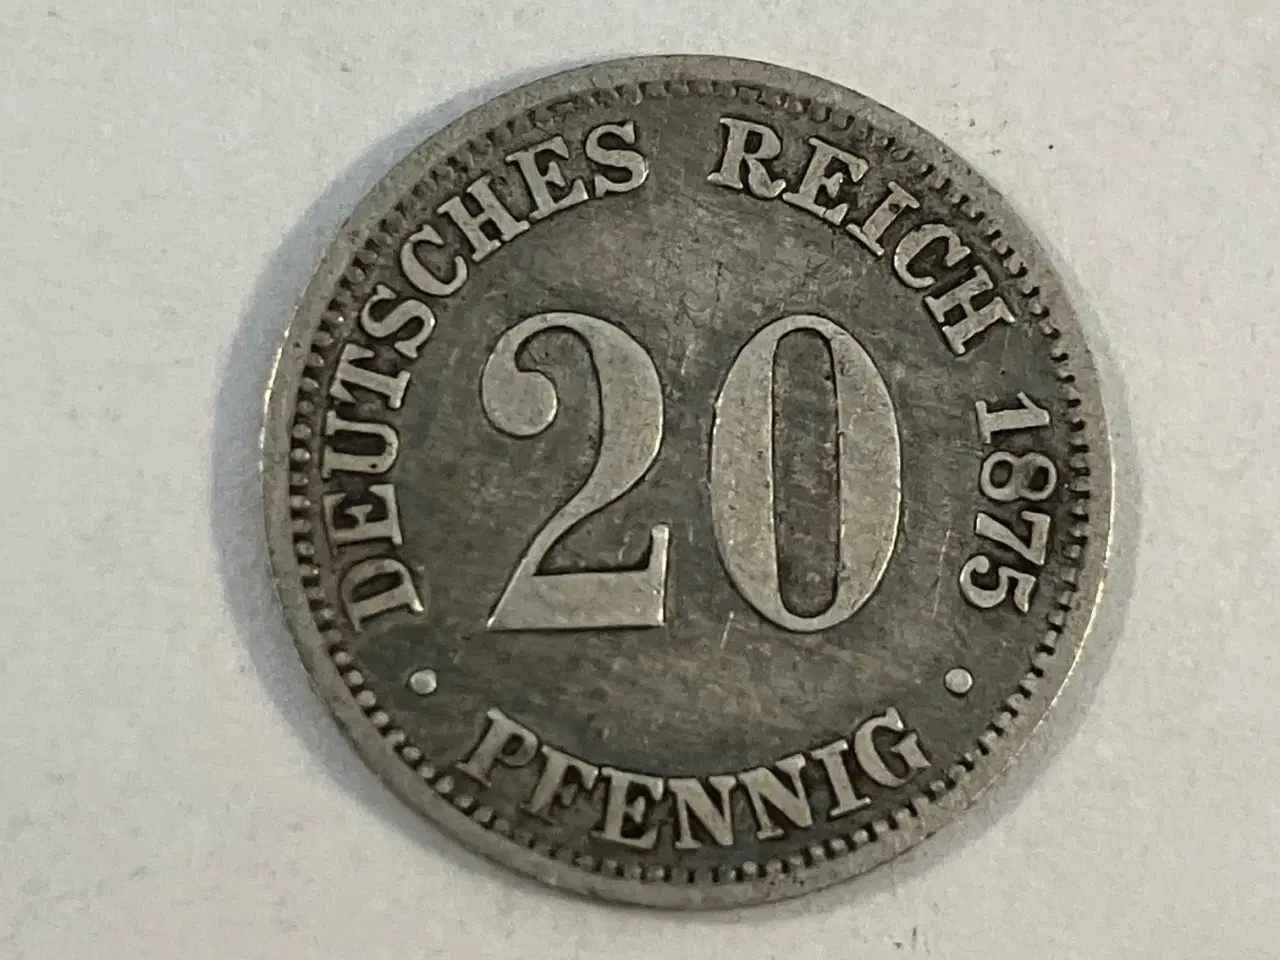 DEUTSCHES REICH 1875
20
· PFENNIG ·